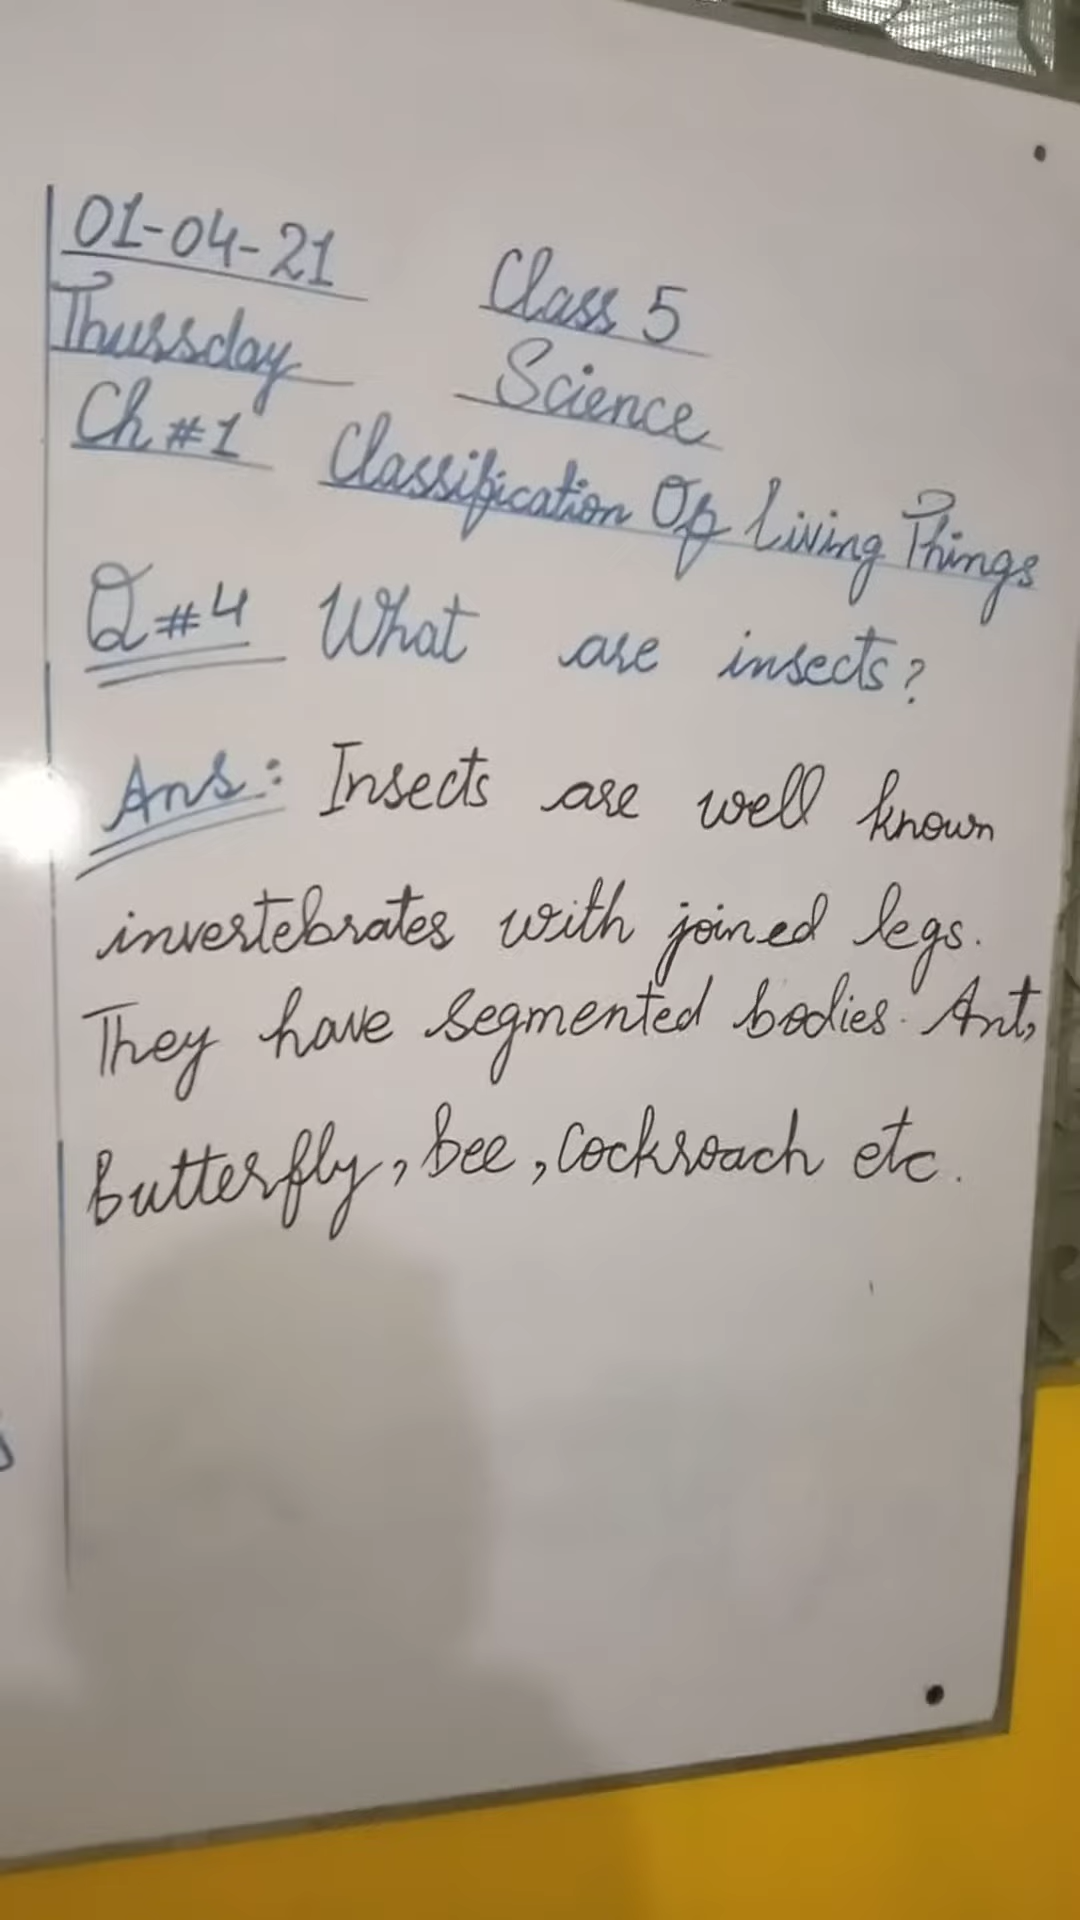 01-04-21
Class 5
Thursday
Science
Ch #1 Classification Of Living Things
Q #4 What are insects?
Ans: Insects are well known
invertebrates with joined legs.
They have segmented bodies. Ant,
butterfly, bee, cockroach etc.